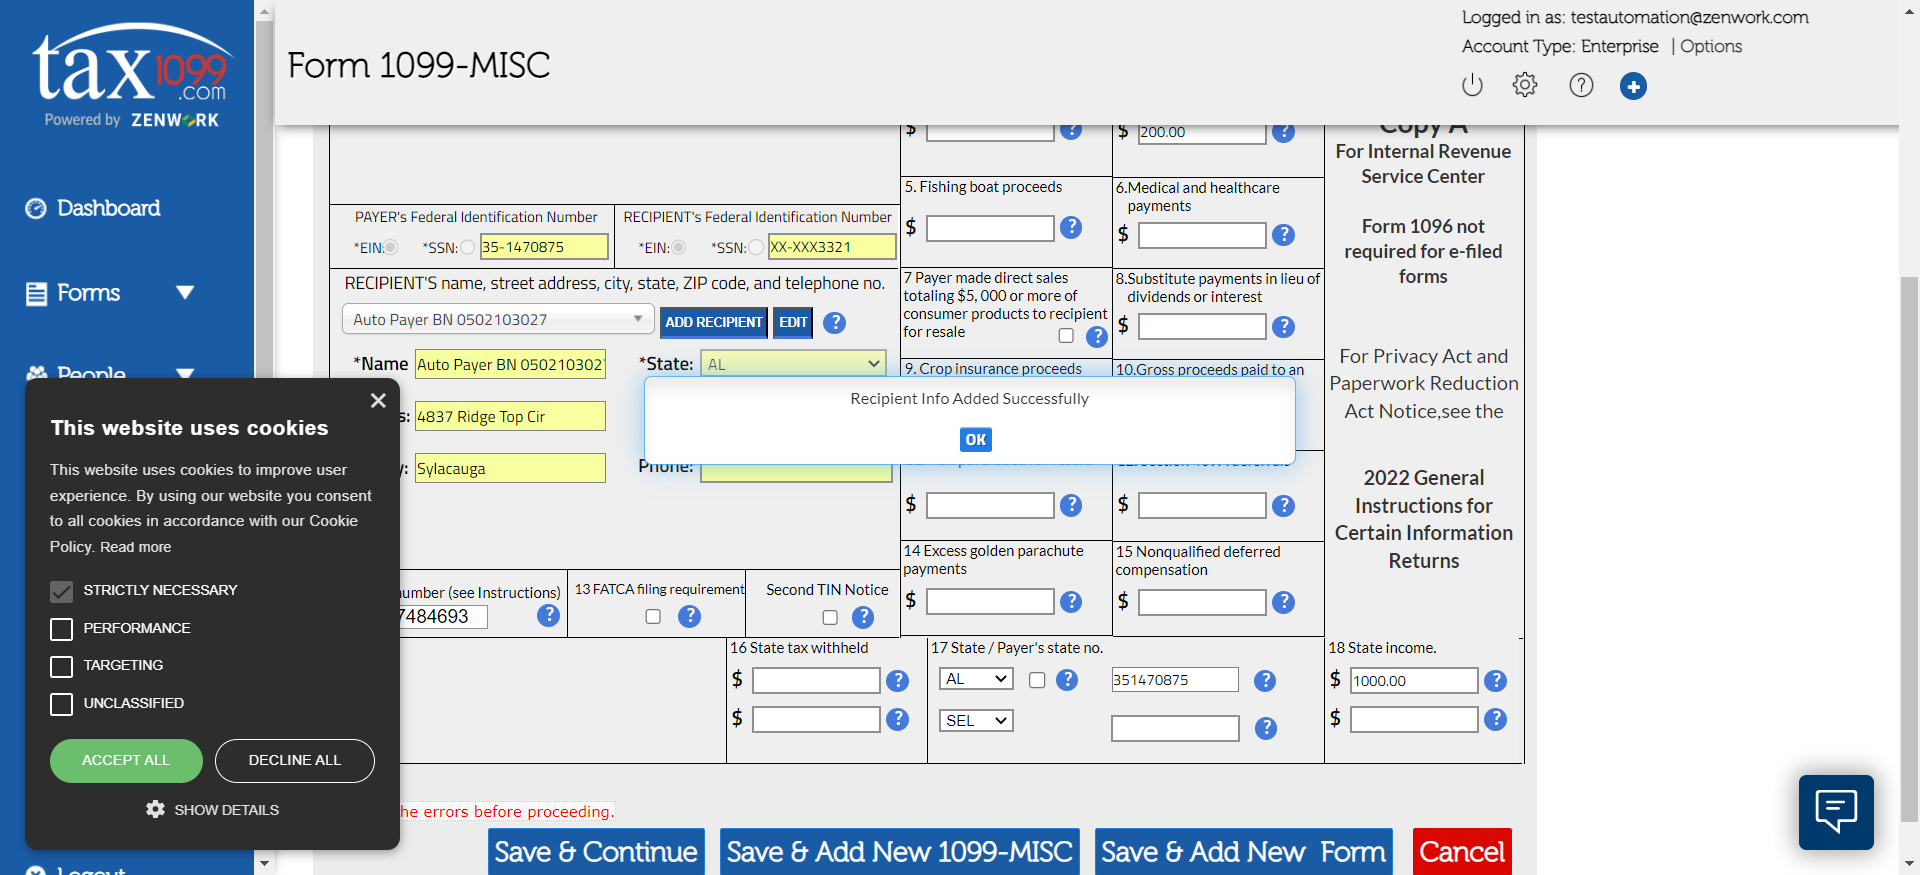 tax1099
.com
Powered by ZENWORK
Form 1099-MISC
Logged in as: testautomation@zenwork.com
Account Type: Enterprise | Options
Dashboard
Forms
People
Logout
$
?
$ 200.00 ?
Copy A
For Internal Revenue
Service Center
Form 1096 not
required for e-filed
forms
For Privacy Act and
Paperwork Reduction
Act Notice,see the
2022 General
Instructions for
Certain Information
Returns
5. Fishing boat proceeds
$ ?
6.Medical and healthcare
payments
$ ?
PAYER's Federal Identification Number
*EIN: *SSN: 35-1470875
RECIPIENT's Federal Identification Number
*EIN: *SSN: XX-XXX3321
RECIPIENT'S name, street address, city, state, ZIP code, and telephone no.
Auto Payer BN 0502103027
ADD RECIPIENT EDIT ?
*Name Auto Payer BN 050210302
*State: AL
s: 4837 Ridge Top Cir
y: Sylacauga
Phone:
7 Payer made direct sales
totaling $5, 000 or more of
consumer products to recipient
for resale ?
8.Substitute payments in lieu of
dividends or interest
$ ?
9. Crop insurance proceeds
10.Gross proceeds paid to an
Recipient Info Added Successfully
OK
$ ?
$ ?
14 Excess golden parachute
payments
$ ?
15 Nonqualified deferred
compensation
$ ?
umber (see Instructions)
7484693 ?
13 FATCA filing requirement
?
Second TIN Notice
?
16 State tax withheld
$ ?
$ ?
17 State / Payer's state no.
AL ? 351470875 ?
SEL ?
18 State income.
$ 1000.00 ?
$ ?
he errors before proceeding.
Save & Continue
Save & Add New 1099-MISC
Save & Add New Form
Cancel
This website uses cookies
This website uses cookies to improve user
experience. By using our website you consent
to all cookies in accordance with our Cookie
Policy. Read more
STRICTLY NECESSARY
PERFORMANCE
TARGETING
UNCLASSIFIED
ACCEPT ALL
DECLINE ALL
SHOW DETAILS